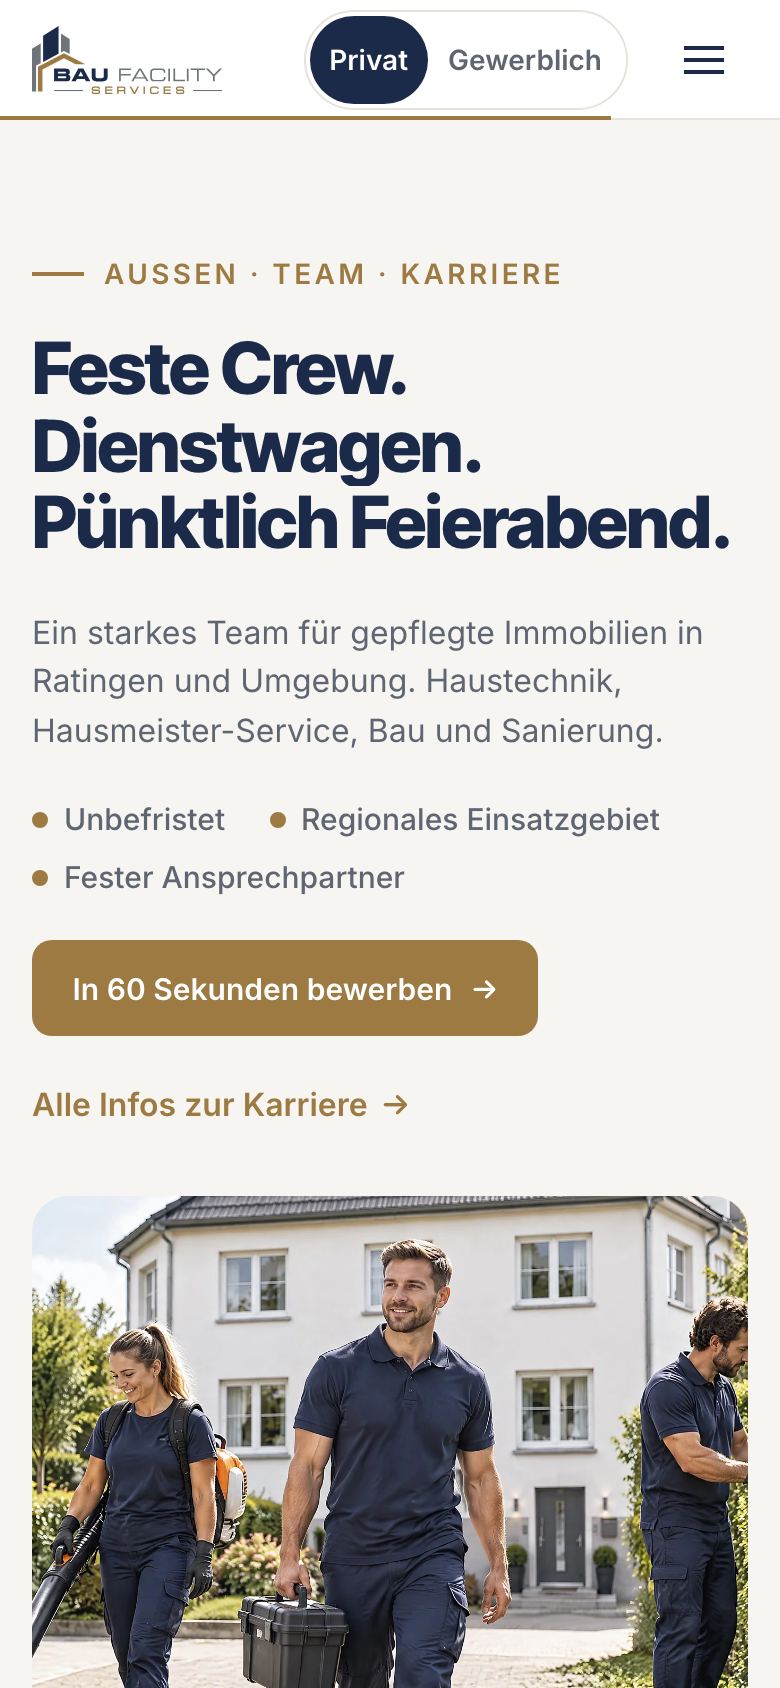 BAU FACILITY
SERVICES
Privat
Gewerblich
AUSSEN · TEAM · KARRIERE
Feste Crew.
Dienstwagen.
Pünktlich Feierabend.
Ein starkes Team für gepflegte Immobilien in
Ratingen und Umgebung. Haustechnik,
Hausmeister-Service, Bau und Sanierung.
Unbefristet
Regionales Einsatzgebiet
Fester Ansprechpartner
In 60 Sekunden bewerben →
Alle Infos zur Karriere →